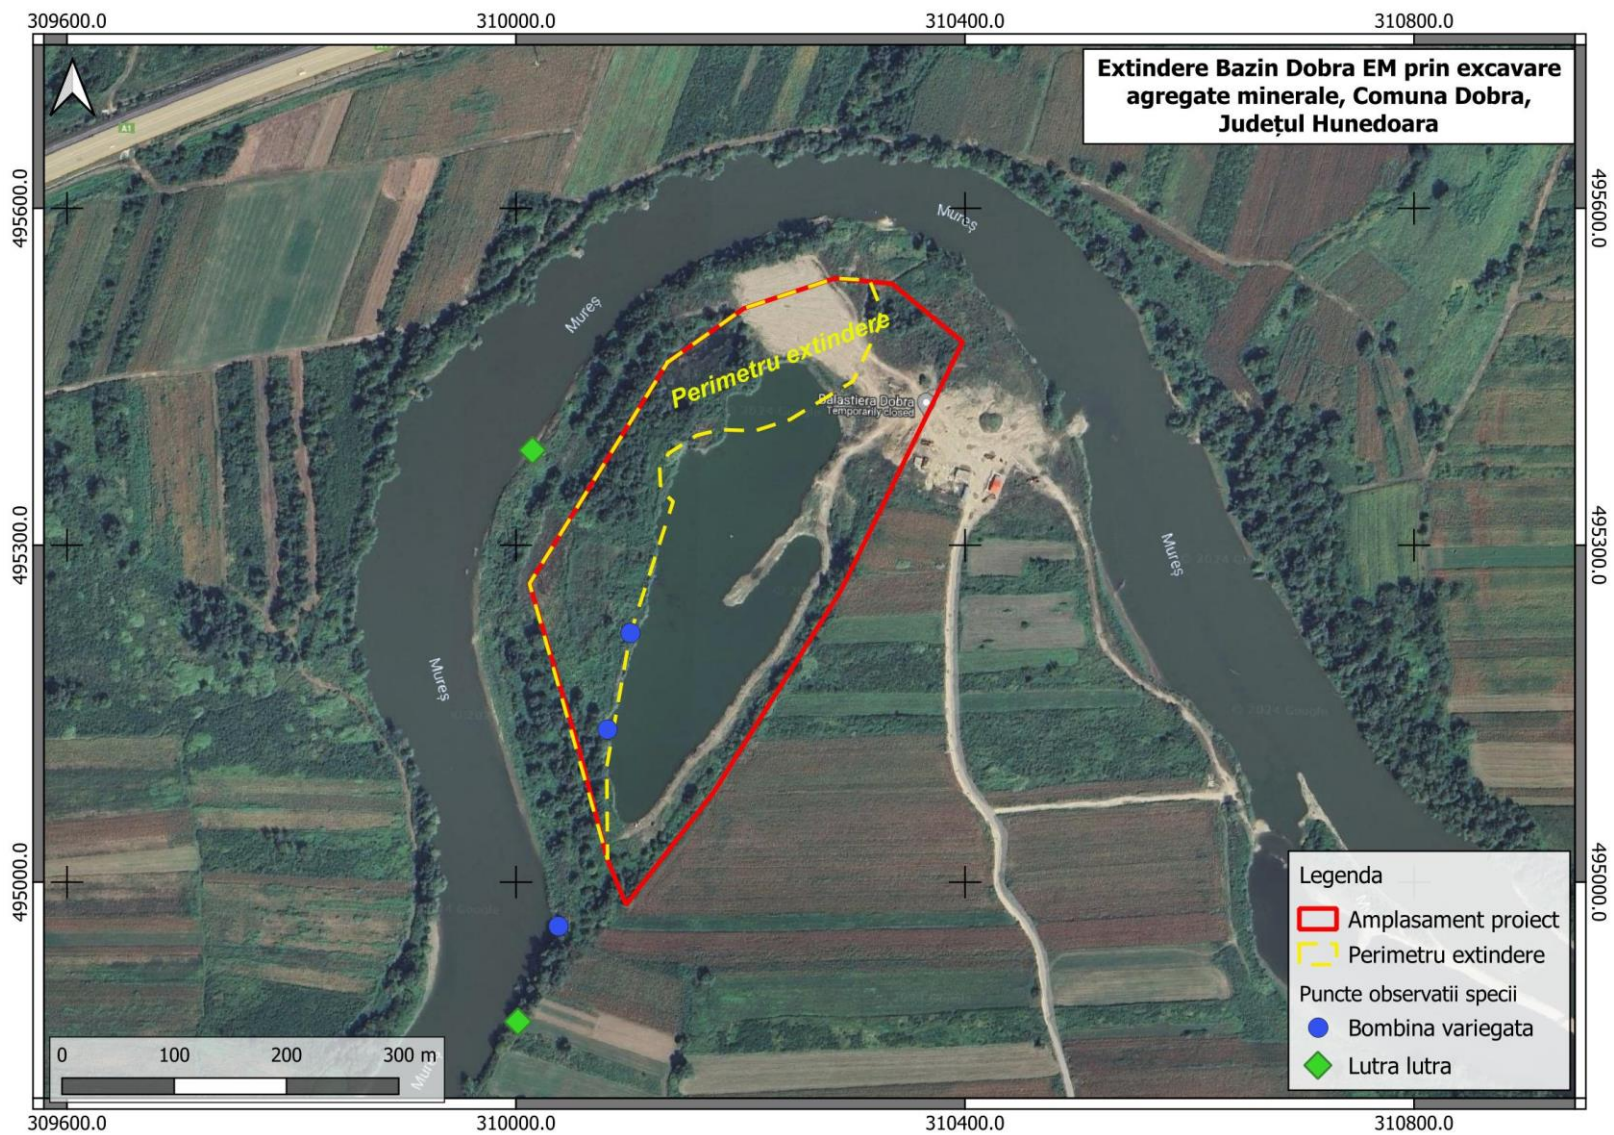 309600.0
310000.0
310400.0
310800.0
Extindere Bazin Dobra EM prin excavare
agregate minerale, Comuna Dobra,
Județul Hunedoara
A1
495600.0
495600.0
Mureș
Mureș
Perimetru extindere
Balastiera Dobra
Temporarily closed
495300.0
495300.0
Mureș
Mureș
© 2024 Google
495000.0
495000.0
Legenda
Amplasament proiect
Perimetru extindere
Puncte observatii specii
Bombina variegata
Lutra lutra
0 100 200 300 m
Mureș
309600.0
310000.0
310400.0
310800.0